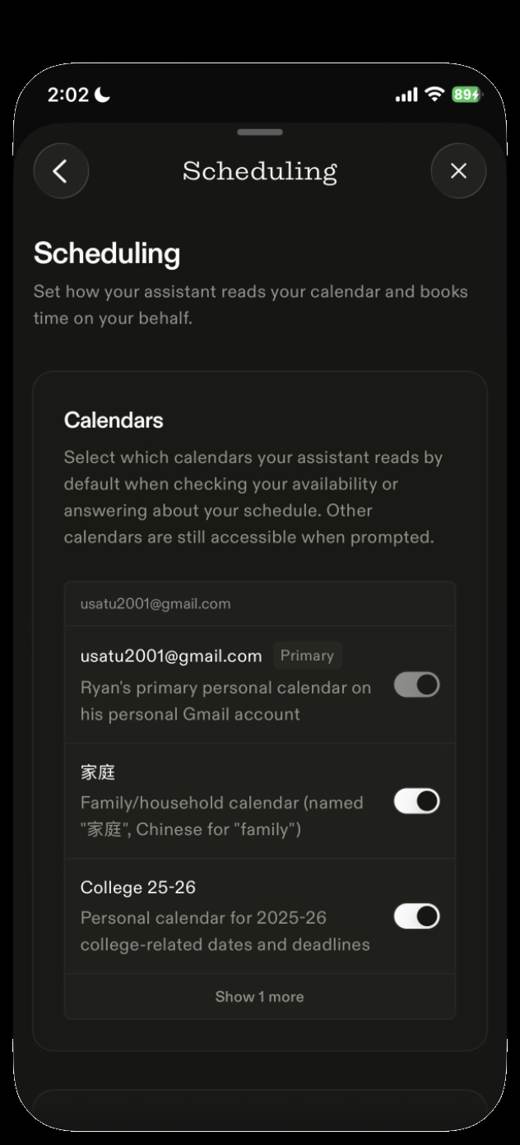 2:02
89
Scheduling
Scheduling
Set how your assistant reads your calendar and books
time on your behalf.
Calendars
Select which calendars your assistant reads by
default when checking your availability or
answering about your schedule. Other
calendars are still accessible when prompted.
usatu2001@gmail.com
usatu2001@gmail.com Primary
Ryan's primary personal calendar on
his personal Gmail account
家庭
Family/household calendar (named
"家庭", Chinese for "family")
College 25-26
Personal calendar for 2025-26
college-related dates and deadlines
Show 1 more